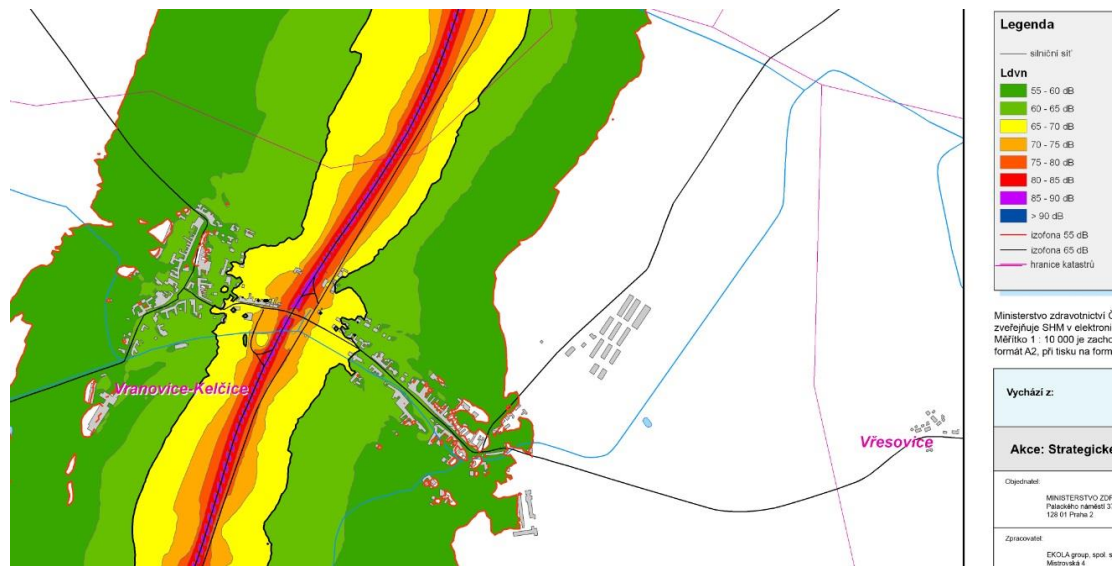 Vranovice-Kelčice
Vřesovice
Legenda
silniční síť
Ldvn
55 - 60 dB
60 - 65 dB
65 - 70 dB
70 - 75 dB
75 - 80 dB
80 - 85 dB
85 - 90 dB
> 90 dB
izofona 55 dB
izofona 65 dB
hranice katastrů
Ministerstvo zdravotnictví
zveřejňuje SHM v elektroni
Měřítko 1 : 10 000 je zacho
formát A2, při tisku na form
Vychází z:
Akce: Strategické
Objednatel:
MINISTERSTVO ZDR
Palackého náměstí 37
128 01 Praha 2
Zpracovatel:
EKOLA group, spol. s
Mistrovská 4